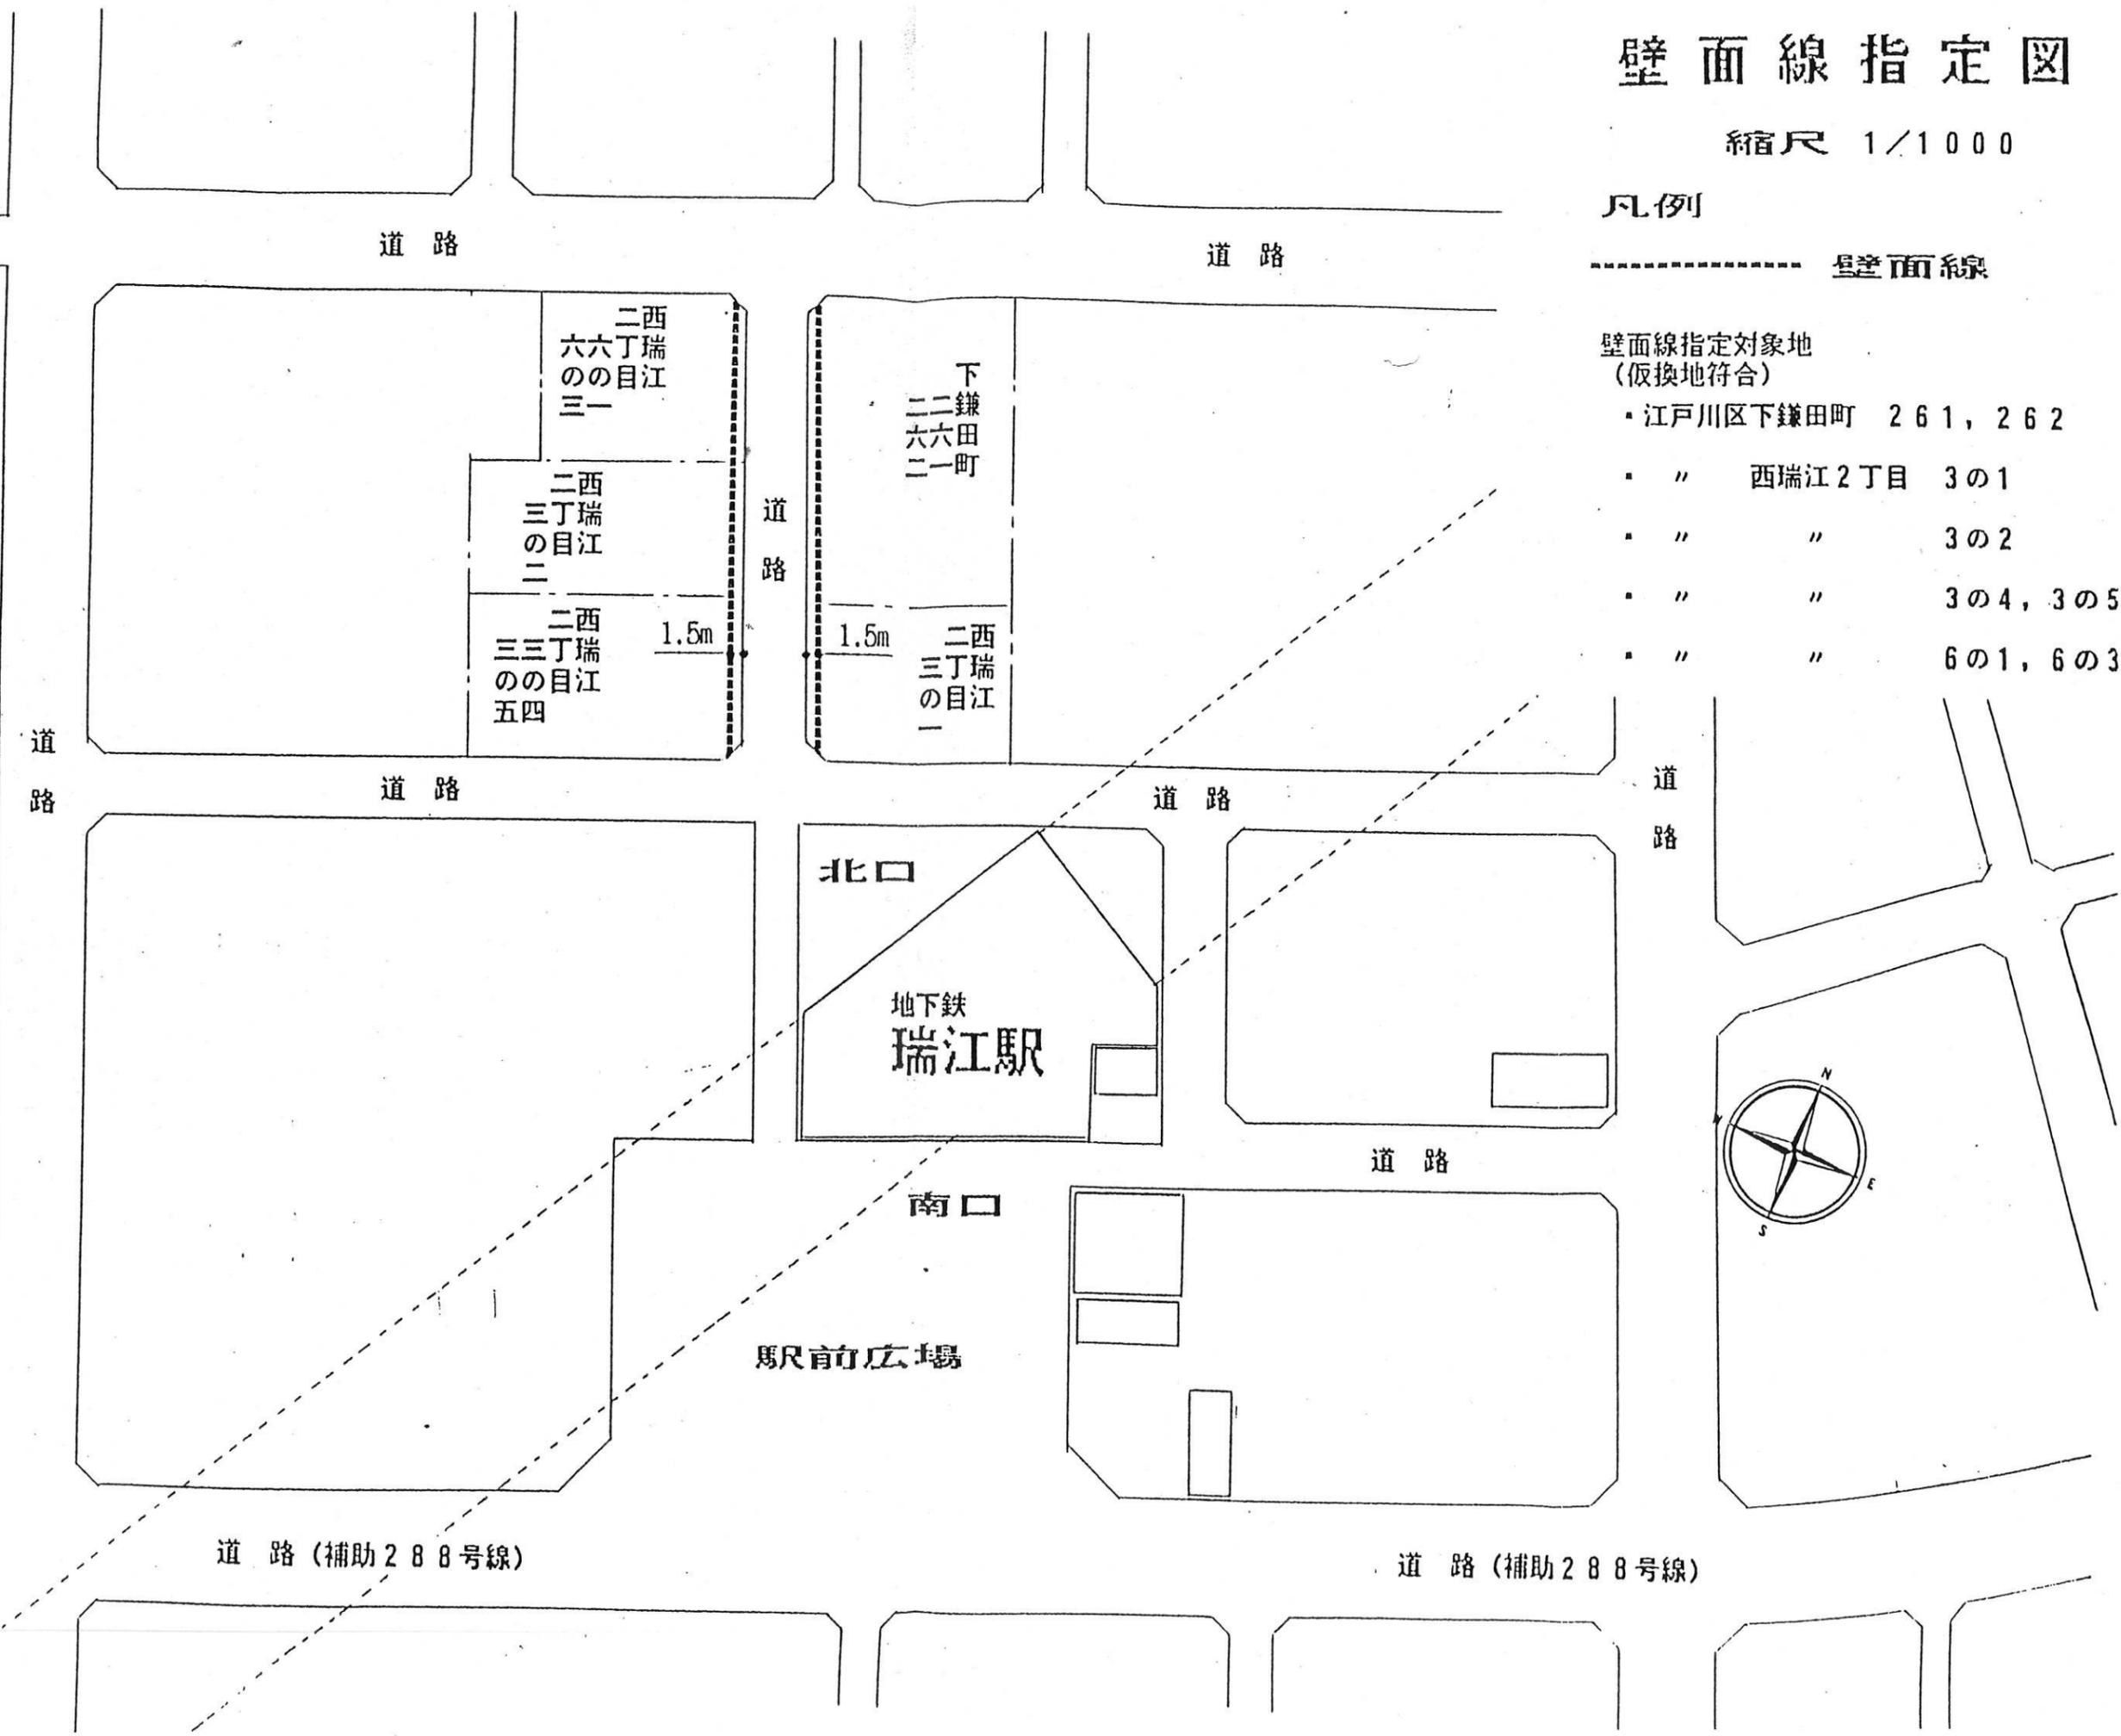 壁面線指定図
縮尺 1/1000
凡例
壁面線
壁面線指定対象地
(仮換地符合)
・江戸川区下鎌田町 261, 262
・ 〃 西瑞江2丁目 3の1
・ 〃 〃 3の2
・ 〃 〃 3の4, 3の5
・ 〃 〃 6の1, 6の3
道路
道路
西瑞江
二丁目
六の一
六の三
下鎌田町
二六一
二六二
西瑞江
二丁目
三の二
道路
西瑞江
二丁目
三の四
三の五
1.5m
1.5m
西瑞江
二丁目
三の一
道路
道路
道路
道路
北口
地下鉄
瑞江駅
N
W
E
S
道路
南口
駅前広場
道路(補助288号線)
道路(補助288号線)